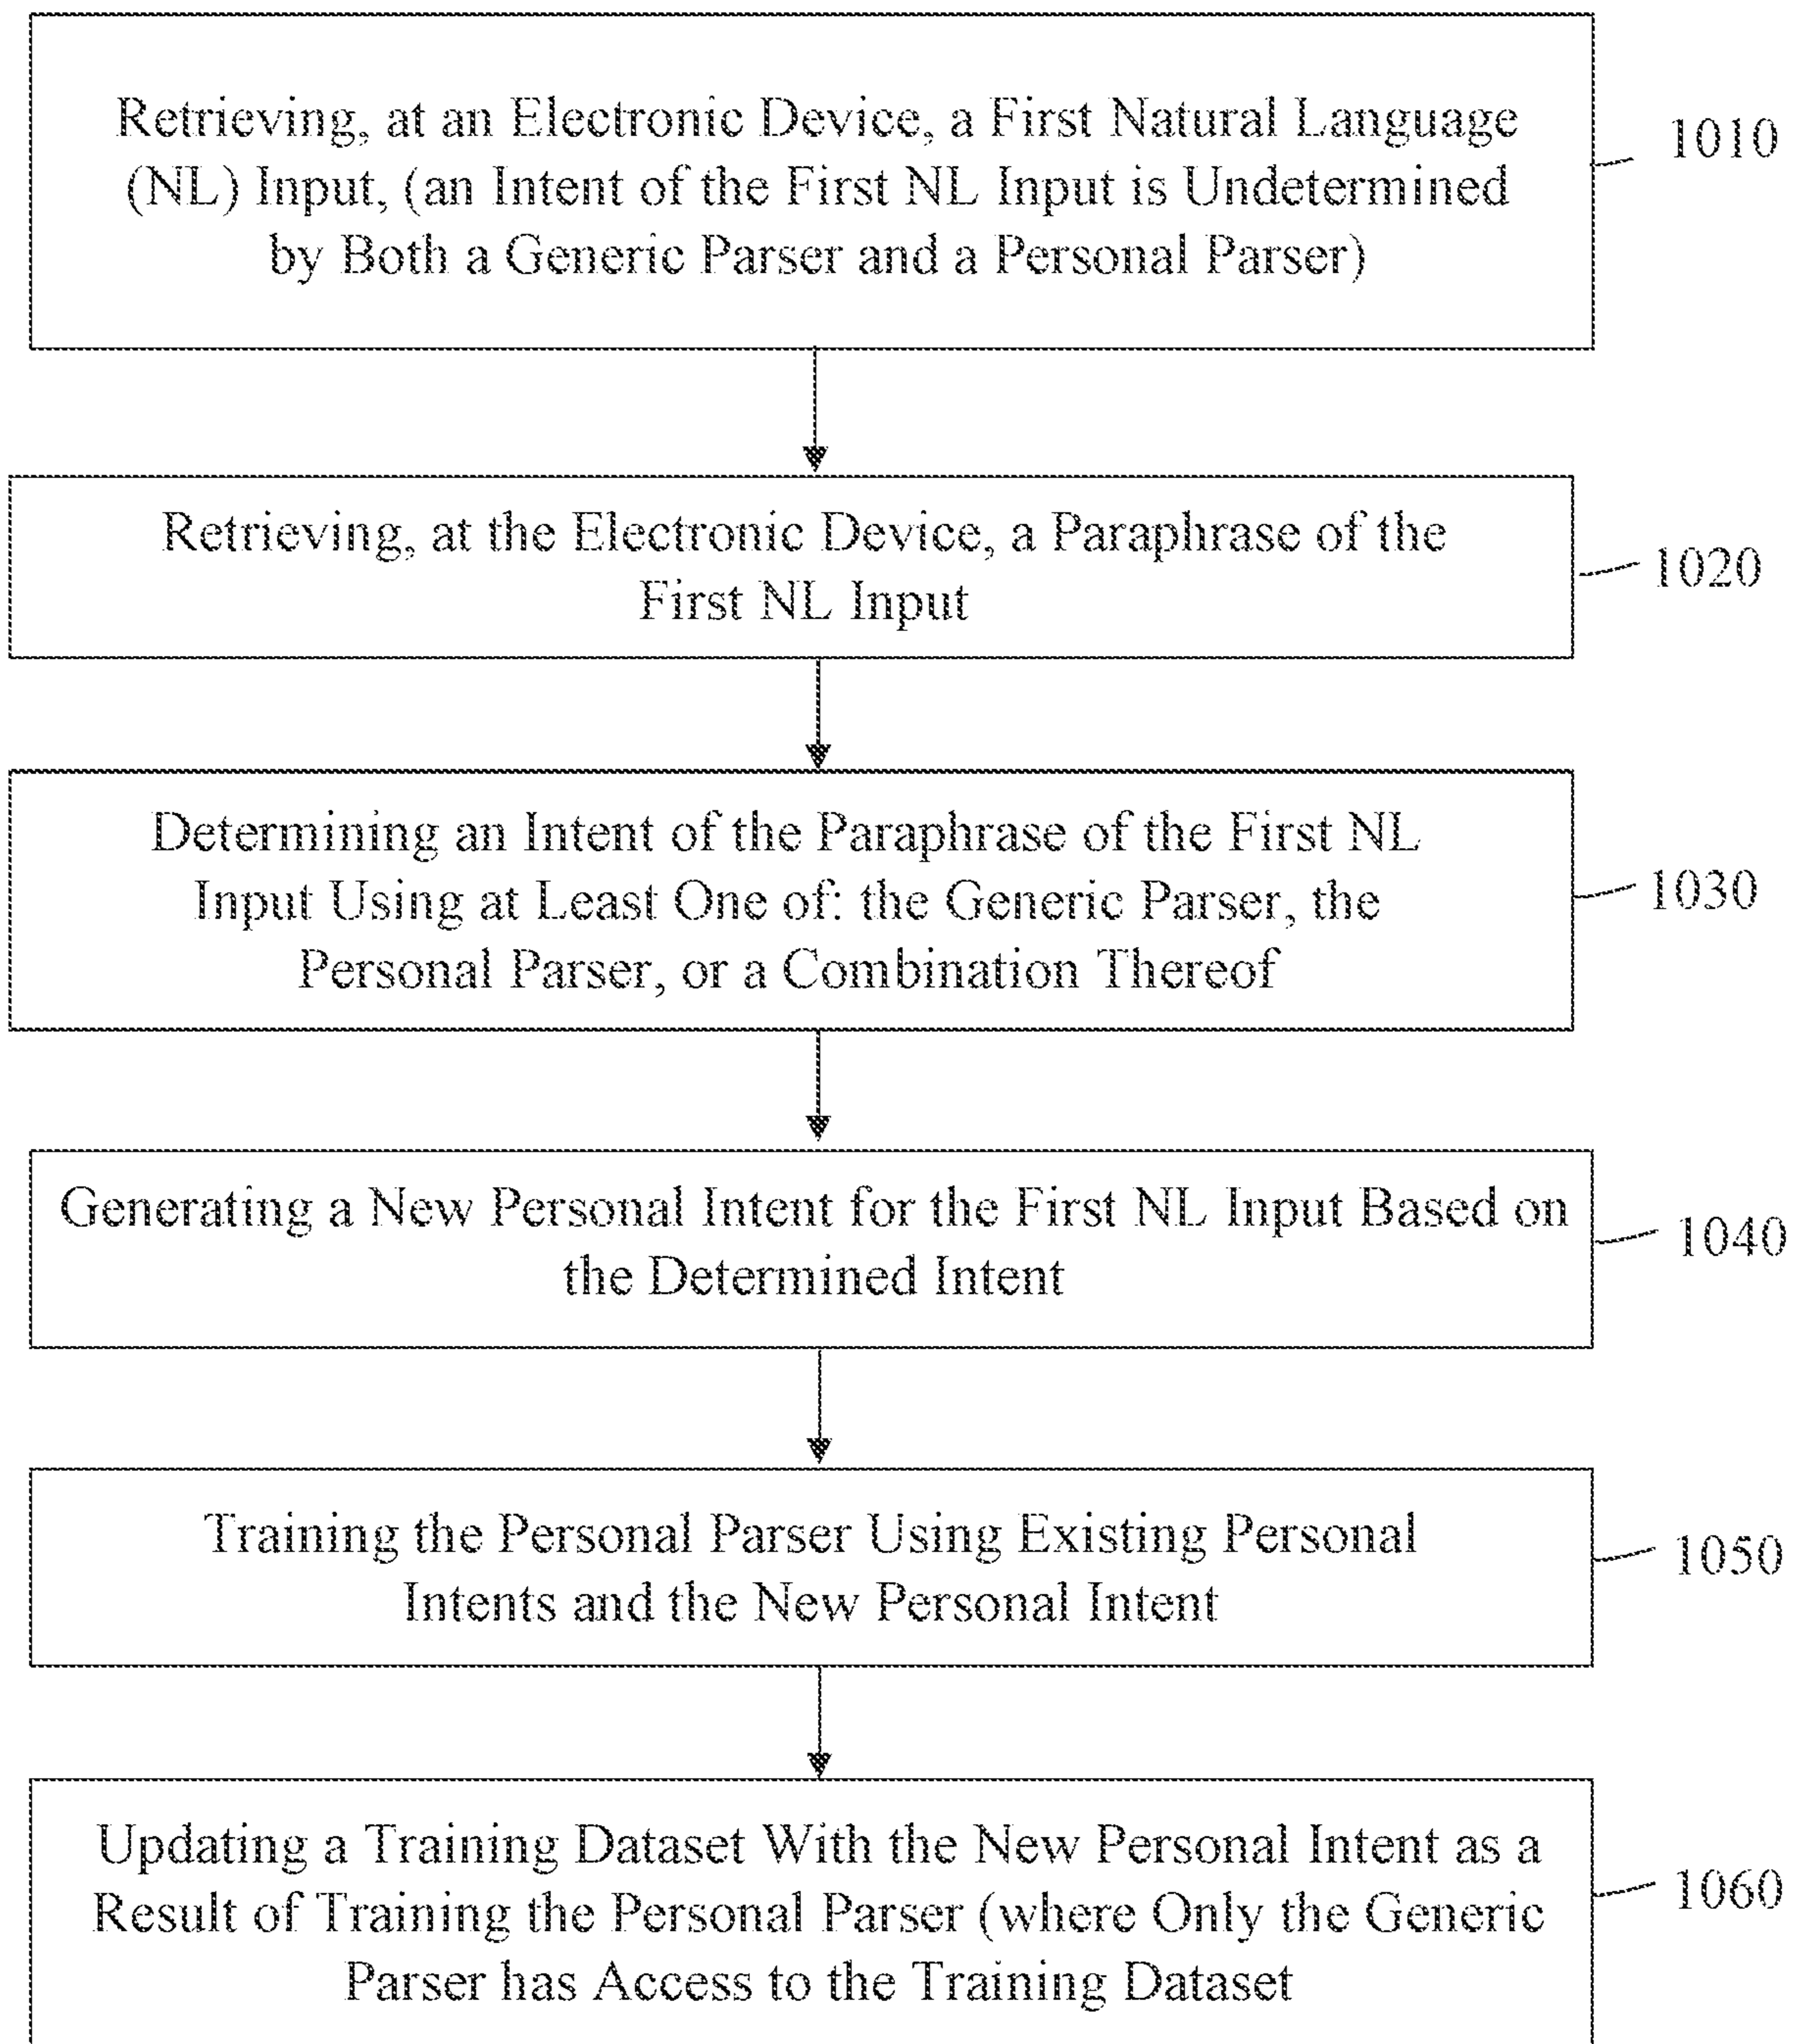 Retrieving, at an Electronic Device, a First Natural Language
(NL) Input, (an Intent of the First NL Input is Undetermined
by Both a Generic Parser and a Personal Parser)
1010
Retrieving, at the Electronic Device, a Paraphrase of the
First NL Input
1020
Determining an Intent of the Paraphrase of the First NL
Input Using at Least One of: the Generic Parser, the
Personal Parser, or a Combination Thereof
1030
Generating a New Personal Intent for the First NL Input Based on
the Determined Intent
1040
Training the Personal Parser Using Existing Personal
Intents and the New Personal Intent
1050
Updating a Training Dataset With the New Personal Intent as a
Result of Training the Personal Parser (where Only the Generic
Parser has Access to the Training Dataset
1060